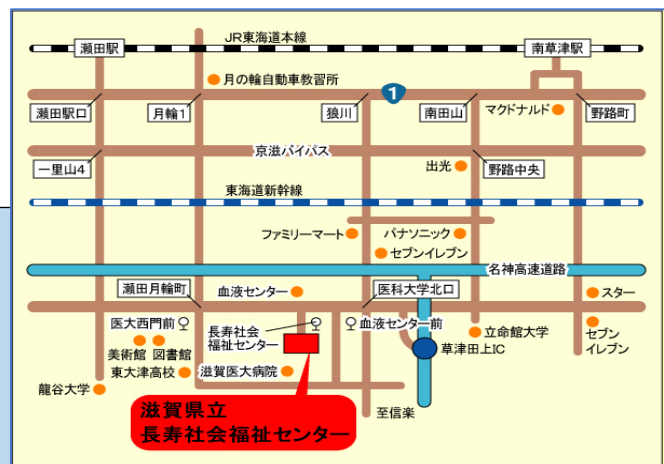 JR東海道本線
瀬田駅
南草津駅
月の輪自動車教習所
1
瀬田駅口
月輪1
狼川
南田山
マクドナルド
野路町
京滋バイパス
一里山4
出光
野路中央
東海道新幹線
ファミリーマート
パナソニック
セブンイレブン
名神高速道路
瀬田月輪町
血液センター
医科大学北口
スター
医大西門前
長寿社会
福祉センター
血液センター前
立命館大学
セブン
イレブン
美術館
図書館
草津田上IC
東大津高校
滋賀医大病院
龍谷大学
至信楽
滋賀県立
長寿社会福祉センター